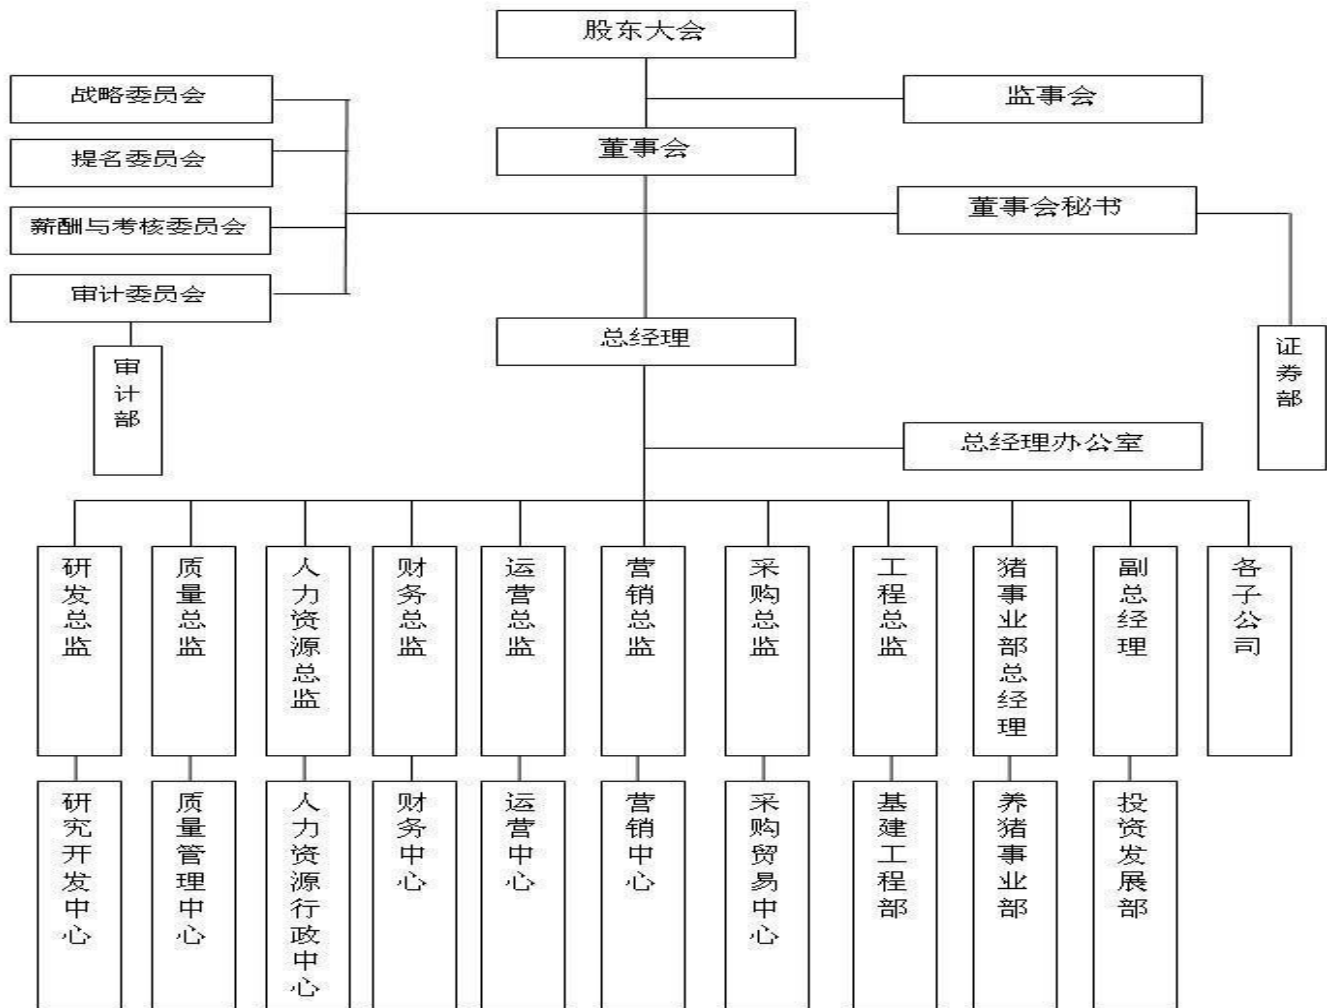 股东大会
战略委员会
监事会
提名委员会
董事会
薪酬与考核委员会
董事会秘书
审计委员会
总经理
审计部
证券部
总经理办公室
研发总监
质量总监
人力资源总监
财务总监
运营总监
营销总监
采购总监
工程总监
猪事业部总经理
副总经理
各子公司
研究开发中心
质量管理中心
人力资源行政中心
财务中心
运营中心
营销中心
采购贸易中心
基建工程部
养猪事业部
投资发展部